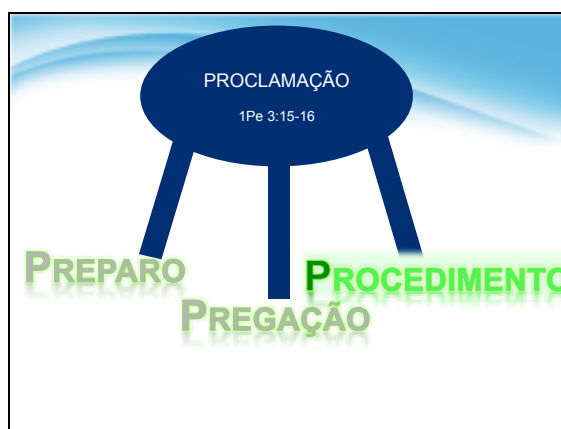 PROCLAMAÇÃO
1Pe 3:15-16
PREPARO
PROCEDIMENTO
PREGAÇÃO